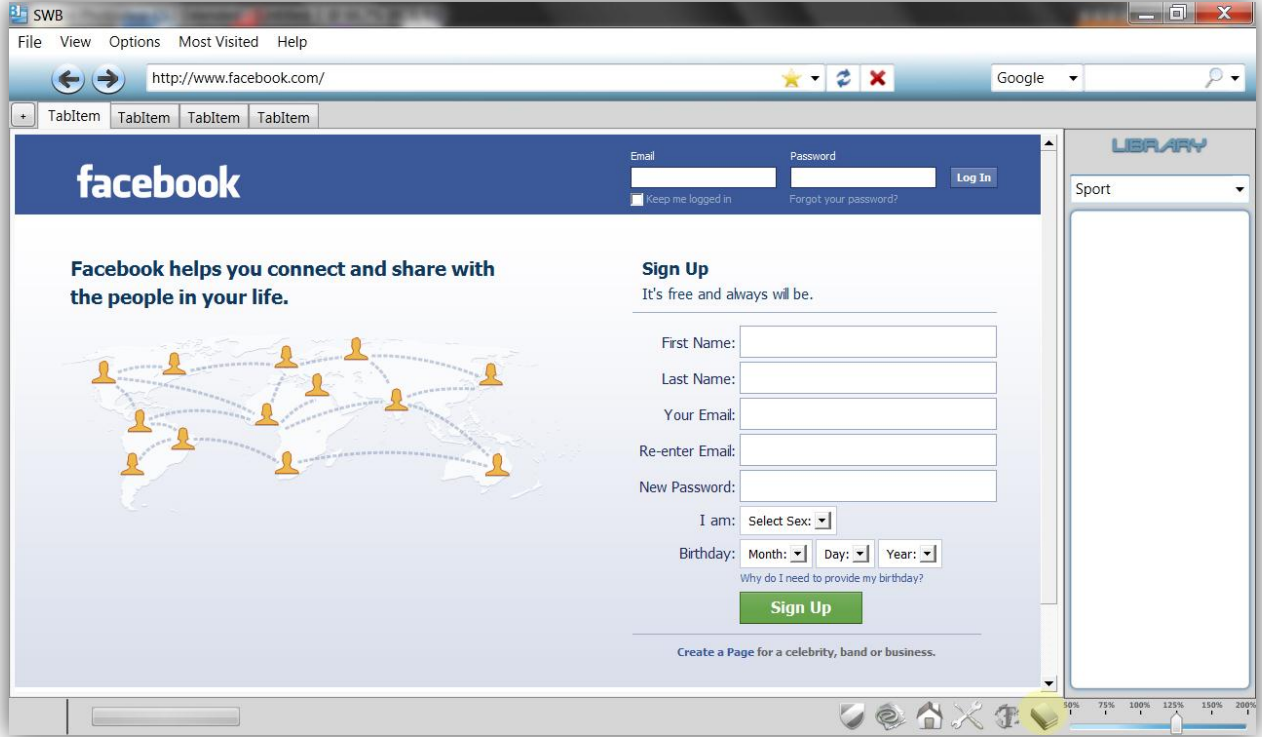 SWB
File View Options Most Visited Help
http://www.facebook.com/ Google
+ TabItem TabItem TabItem TabItem
LIBRARY
Sport
facebook
Email Password
Log In
Keep me logged in Forgot your password?
Facebook helps you connect and share with
the people in your life.
Sign Up
It's free and always will be.
First Name:
Last Name:
Your Email:
Re-enter Email:
New Password:
I am: Select Sex:
Birthday: Month: Day: Year:
Why do I need to provide my birthday?
Sign Up
Create a Page for a celebrity, band or business.
50% 75% 100% 125% 150% 200%